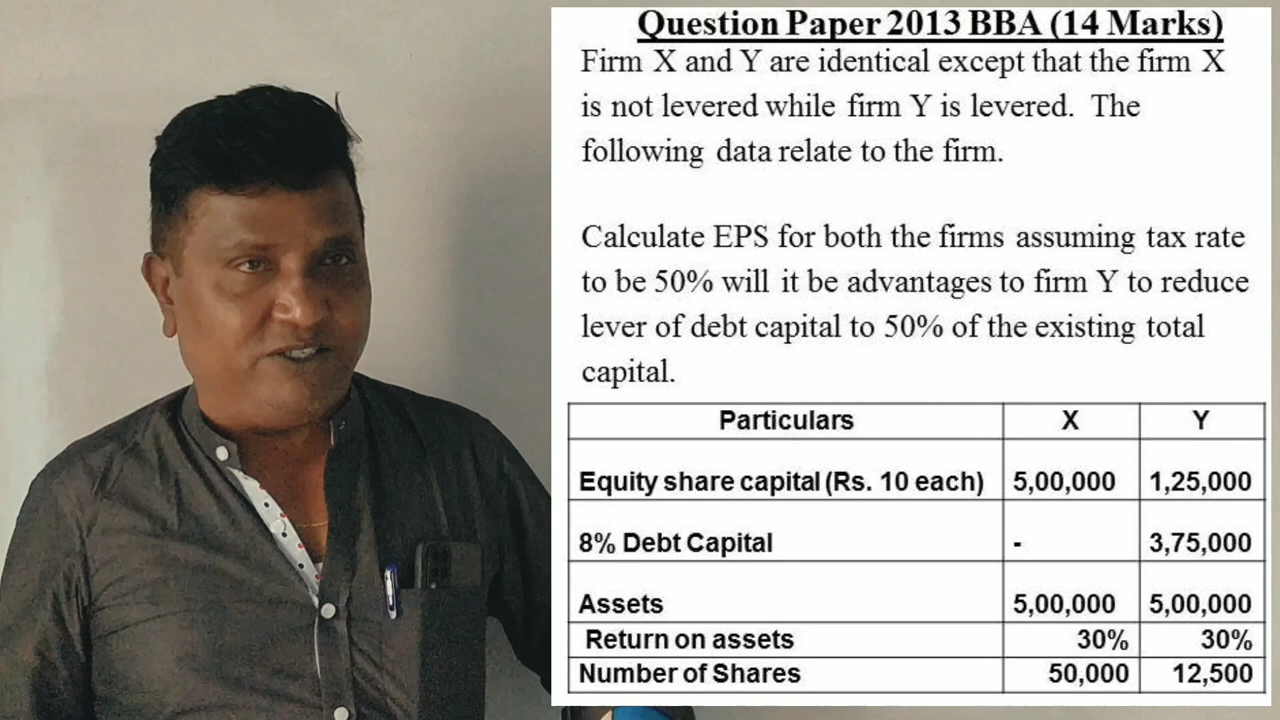 Question Paper 2013 BBA (14 Marks)
Firm X and Y are identical except that the firm X
is not levered while firm Y is levered. The
following data relate to the firm.
Calculate EPS for both the firms assuming tax rate
to be 50% will it be advantages to firm Y to reduce
lever of debt capital to 50% of the existing total
capital.
Particulars X Y
Equity share capital (Rs. 10 each) 5,00,000 1,25,000
8% Debt Capital - 3,75,000
Assets 5,00,000 5,00,000
Return on assets 30% 30%
Number of Shares 50,000 12,500